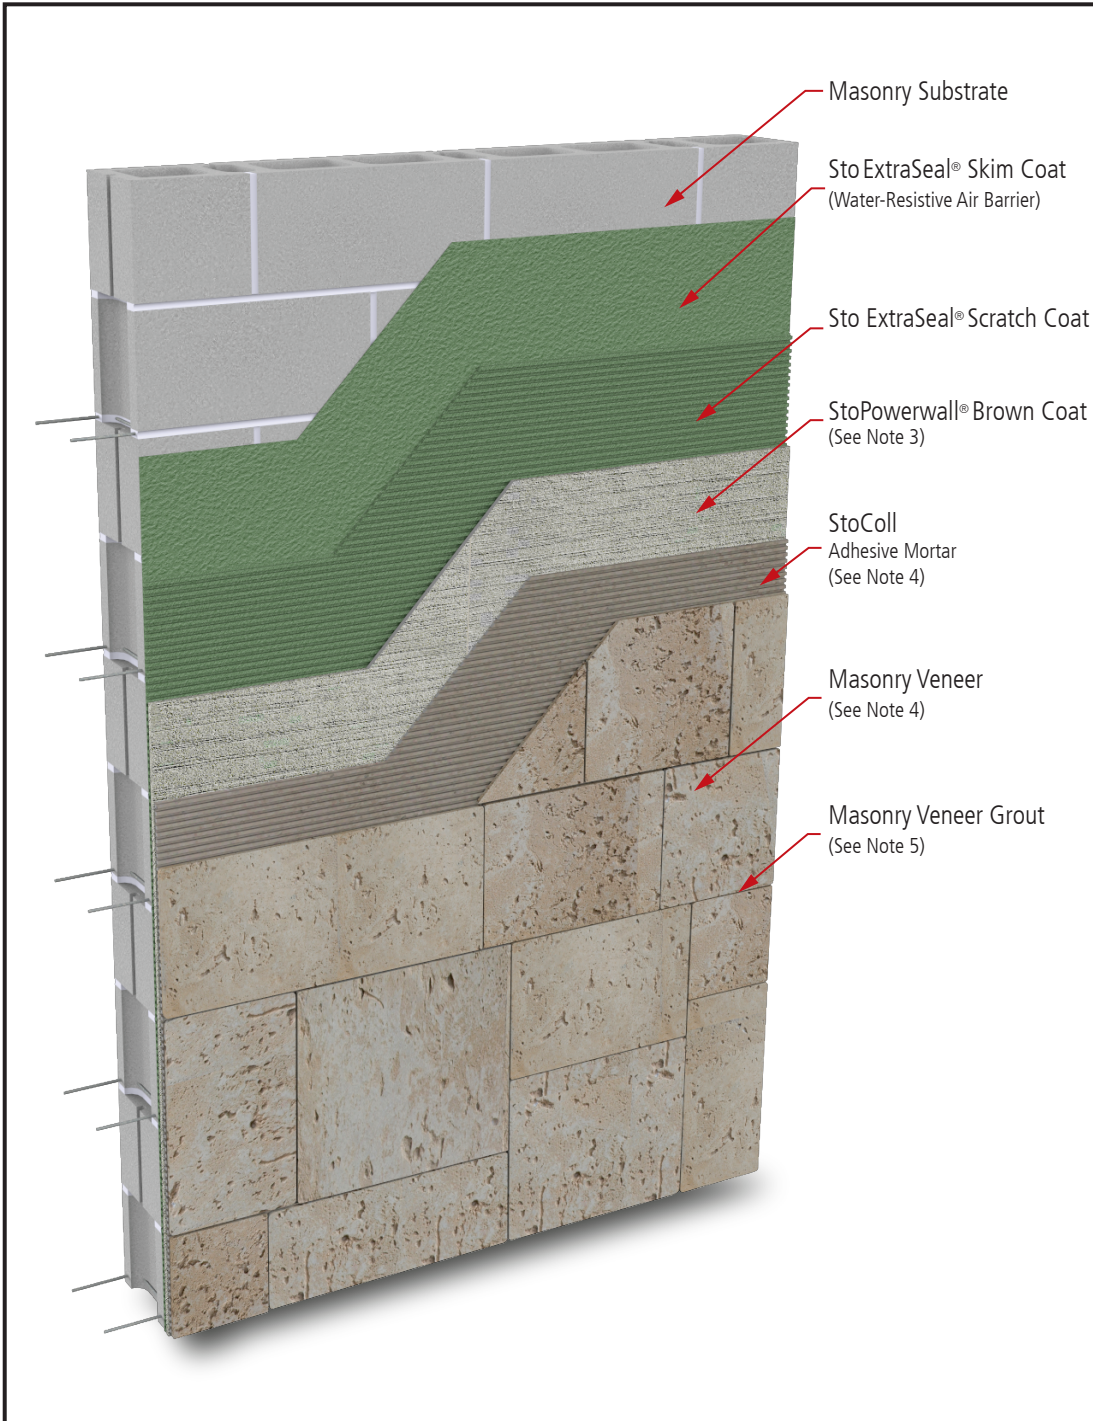 Masonry Substrate
Sto ExtraSeal® Skim Coat
(Water-Resistive Air Barrier)
Sto ExtraSeal® Scratch Coat
StoPowerwall® Brown Coat
(See Note 3)
StoColl
Adhesive Mortar
(See Note 4)
Masonry Veneer
(See Note 4)
Masonry Veneer Grout
(See Note 5)